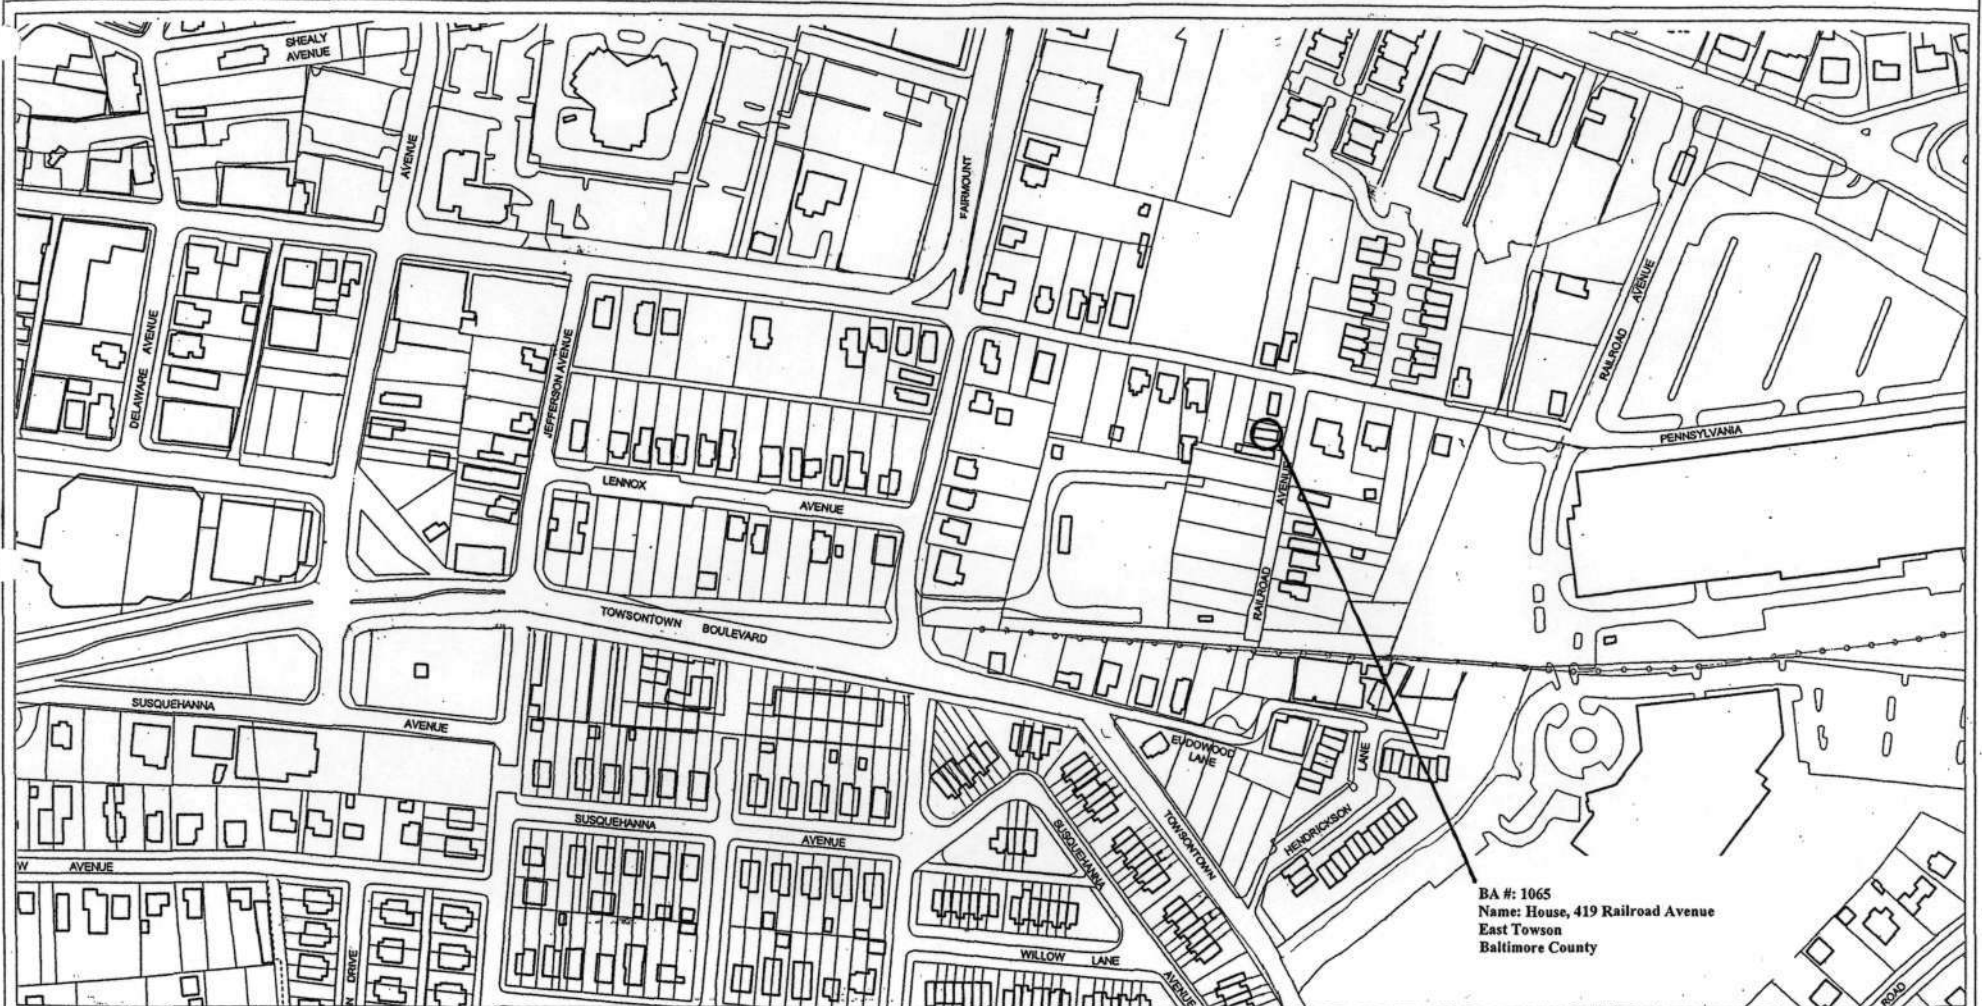 SHEALY
AVENUE
AVENUE
FAIRMOUNT
DELAWARE AVENUE
JEFFERSON AVENUE
RAILROAD AVENUE
PENNSYLVANIA
LENNOX AVENUE
RAILROAD AVENUE
TOWSONTOWN BOULEVARD
SUSQUEHANNA AVENUE
EUDOWOOD
LANE
LANE
HENDRICKSON
TOWSONTOWN
SUSQUEHANNA AVENUE
SUSQUEHANNA
AVENUE
W AVENUE
WILLOW LANE
DRIVE
ROAD
BA #: 1065
Name: House, 419 Railroad Avenue
East Towson
Baltimore County